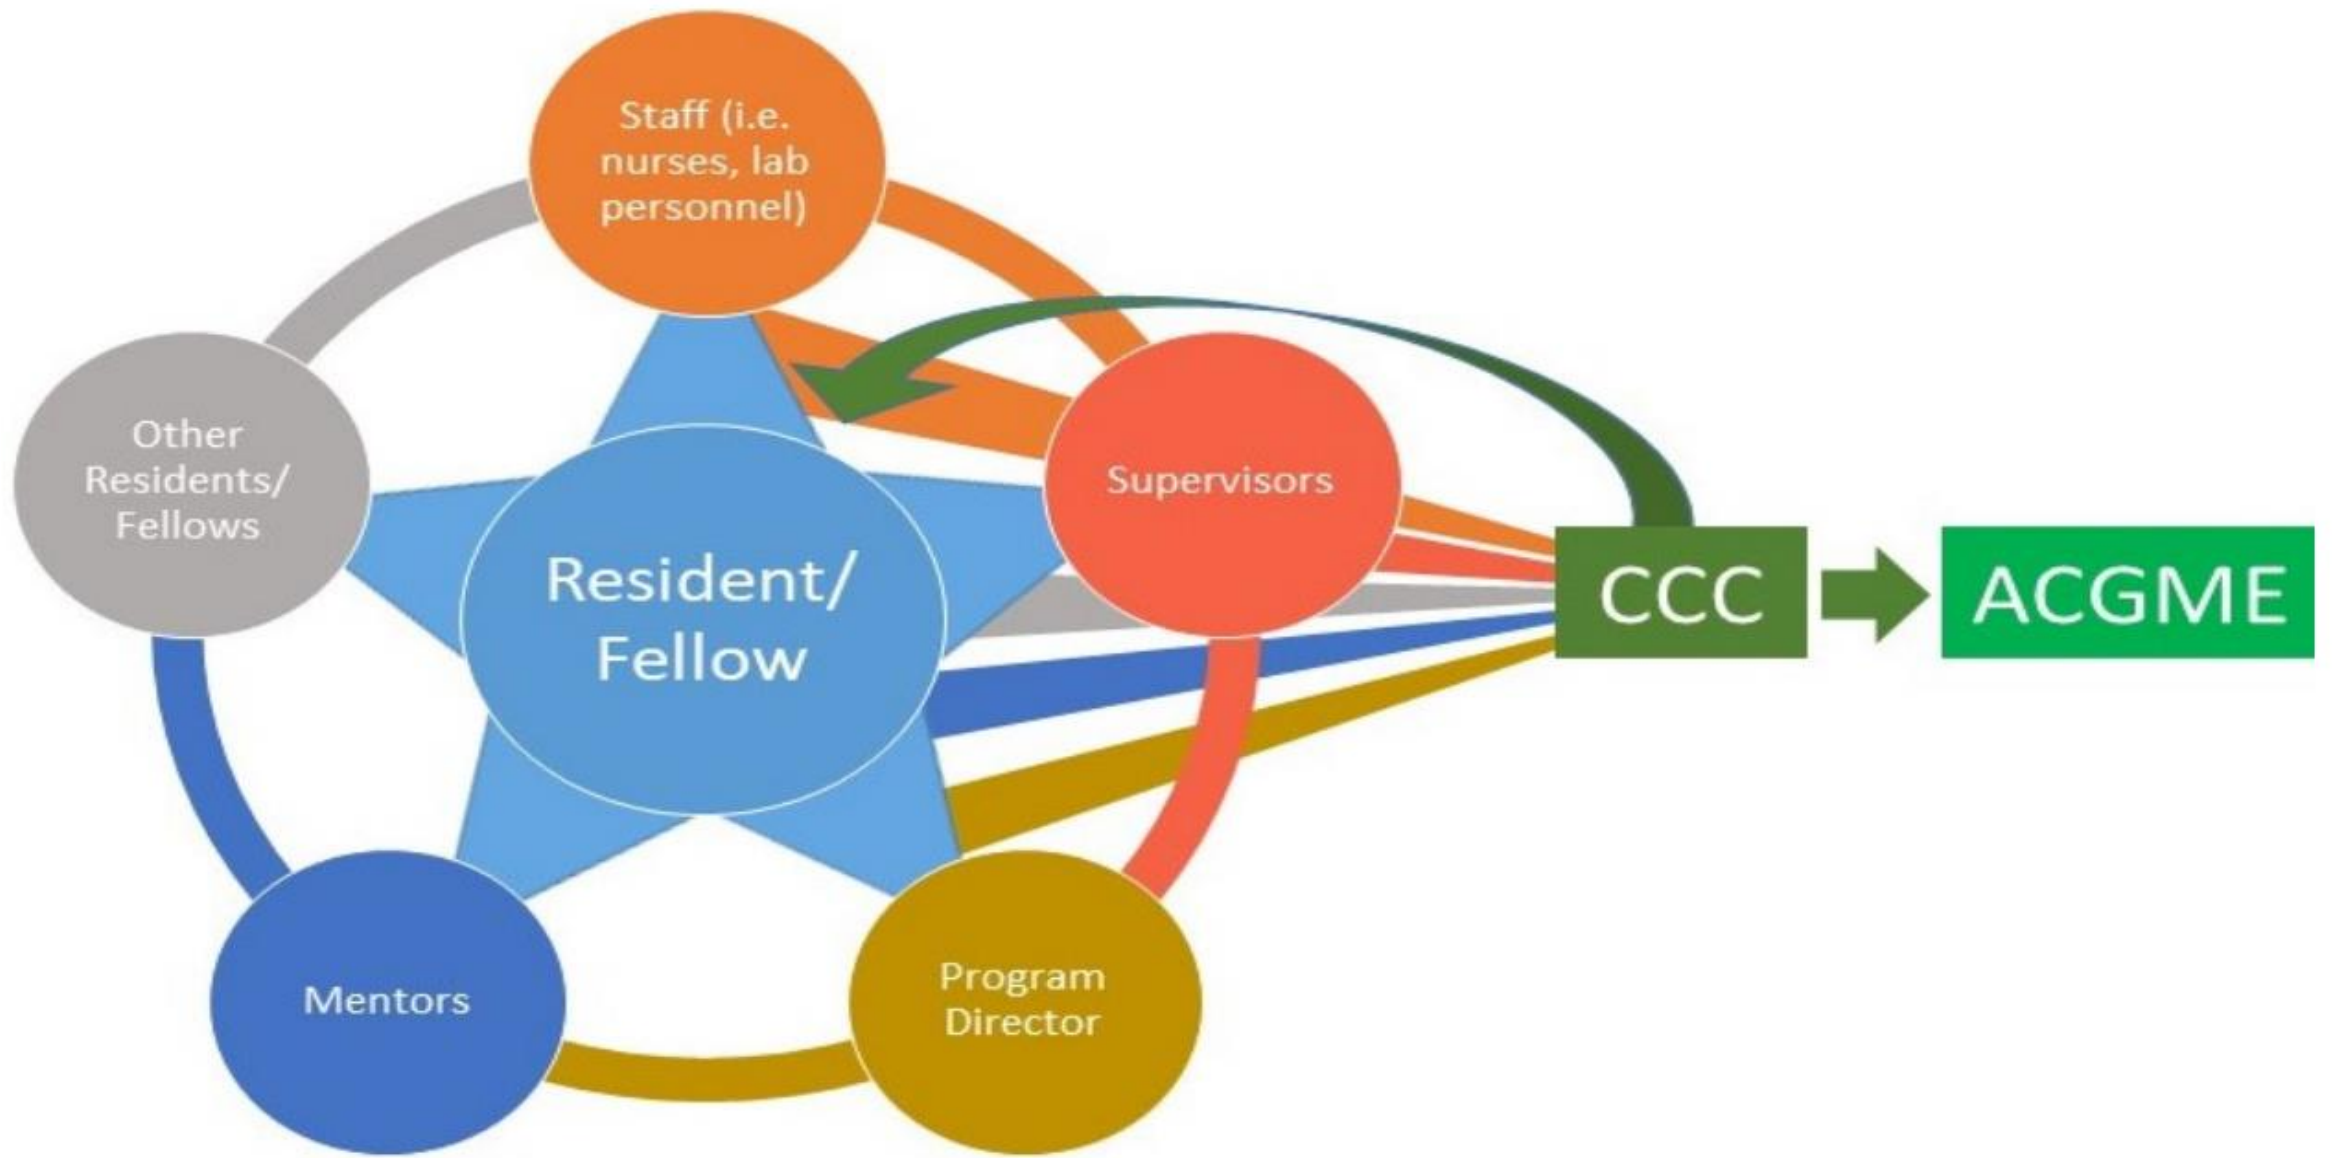 Staff (i.e.
nurses, lab
personnel)
Other
Residents/
Fellows
Supervisors
Resident/
Fellow
CCC
ACGME
Mentors
Program
Director